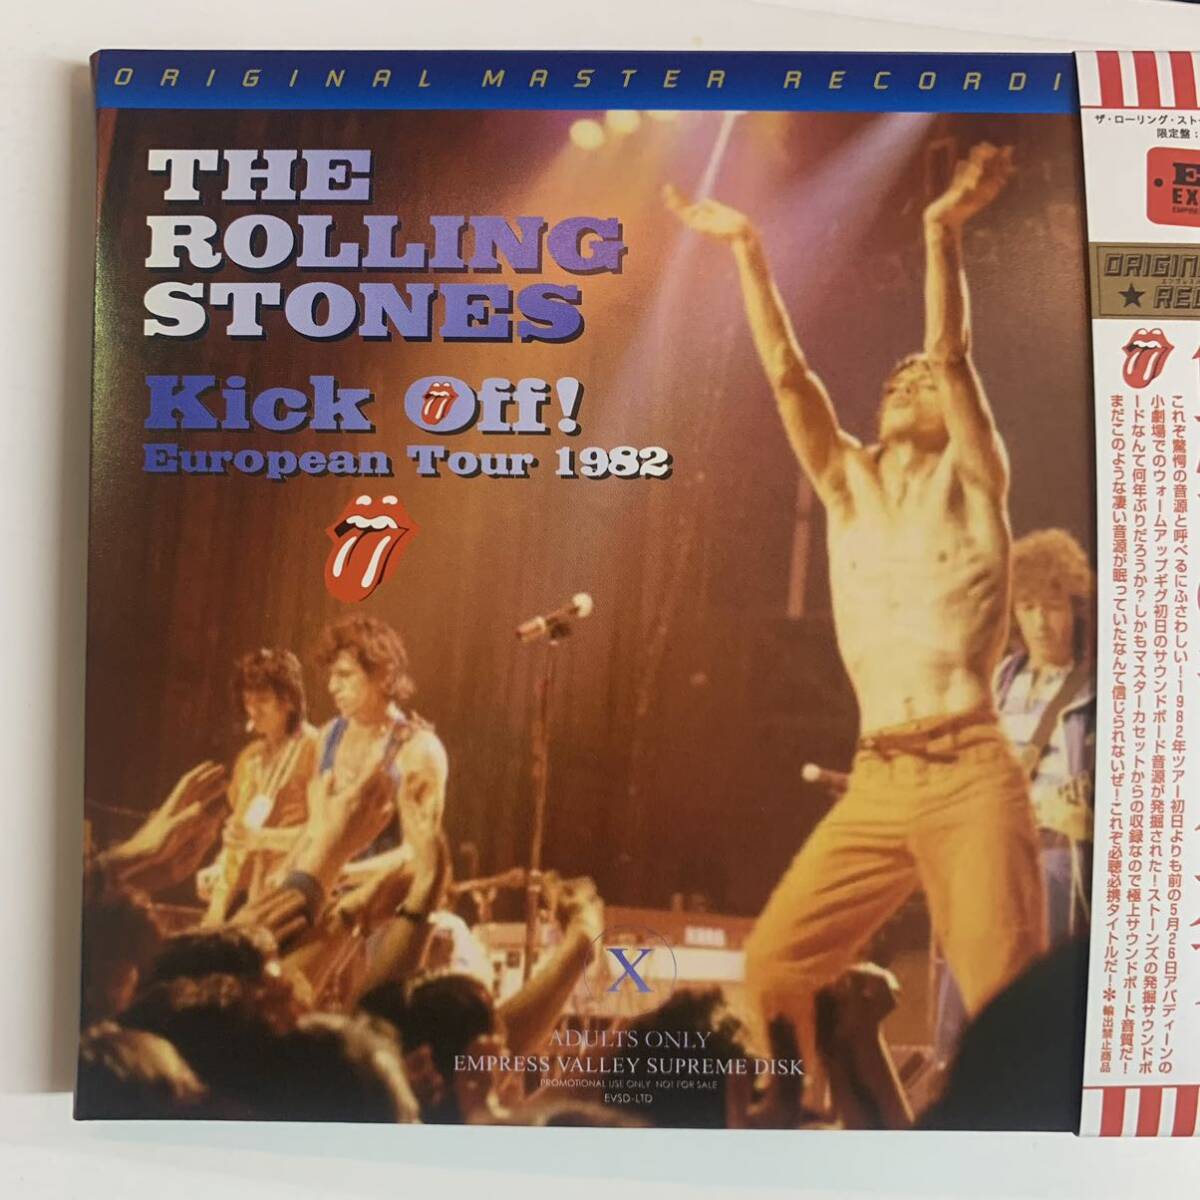 ORIGINAL MASTER RECORDI
THE
ROLLING
STONES
Kick Off!
European Tour 1982
X
ADULTS ONLY
EMPRESS VALLEY SUPREME DISK
PROMOTIONAL USE ONLY NOT FOR SALE
EVSD-LTD
ザ・ローリング・スト
限定盤:
E
EX
ORIGIN
★ RE
これぞ驚愕の音源と呼べるにふさわしい!1982年ツアー初日よりも前の5月26日アバディーンの
小劇場でのウォームアップギグ初日のサウンドボード音源が発掘された!ストーンズの発掘サウンドボ
ードなんて何年ぶりだろうか?しかもマスターカセットからの収録なので極上サウンドボード音質だ!
まだこのような凄い音源が眠っていたなんて信じられないぜ!これぞ必聴必携タイトルだ!※輸出禁止商品